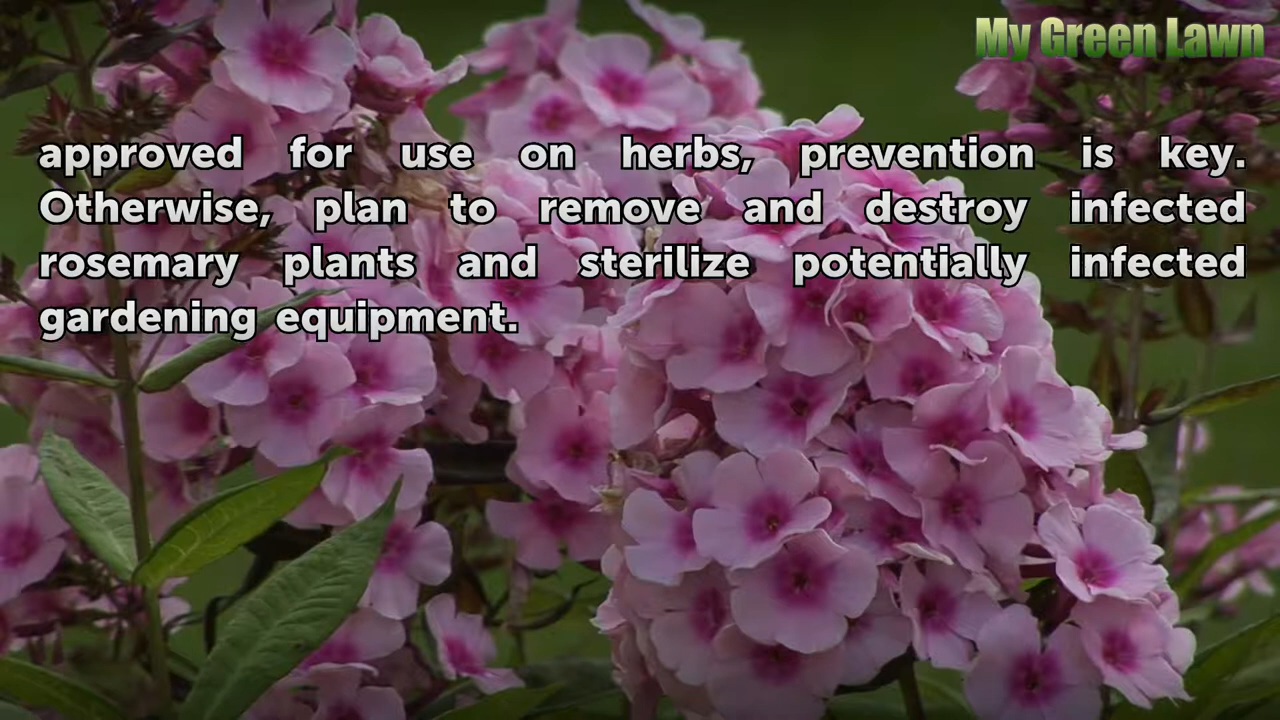 My Green Lawn
approved for use on herbs, prevention is key.
Otherwise, plan to remove and destroy infected
rosemary plants and sterilize potentially infected
gardening equipment.